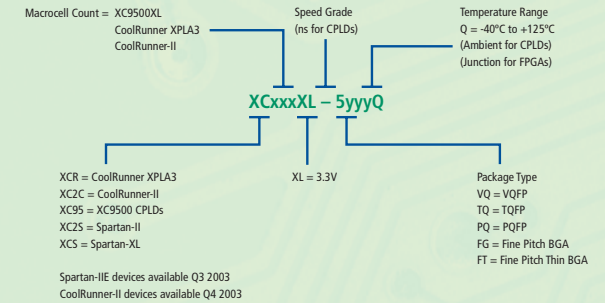 Macrocell Count = XC9500XL
CoolRunner XPLA3
CoolRunner-II
Speed Grade
(ns for CPLDs)
Temperature Range
Q = -40°C to +125°C
(Ambient for CPLDs)
(Junction for FPGAs)
XCxxxXL – 5yyyQ
XCR = CoolRunner XPLA3
XC2C = CoolRunner-II
XC95 = XC9500 CPLDs
XC2S = Spartan-II
XCS = Spartan-XL
XL = 3.3V
Package Type
VQ = VQFP
TQ = TQFP
PQ = PQFP
FG = Fine Pitch BGA
FT = Fine Pitch Thin BGA
Spartan-IIE devices available Q3 2003
CoolRunner-II devices available Q4 2003